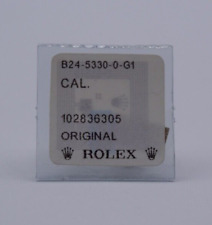 B24-5330-0-G1
CAL.
102836305
ORIGINAL
ROLEX